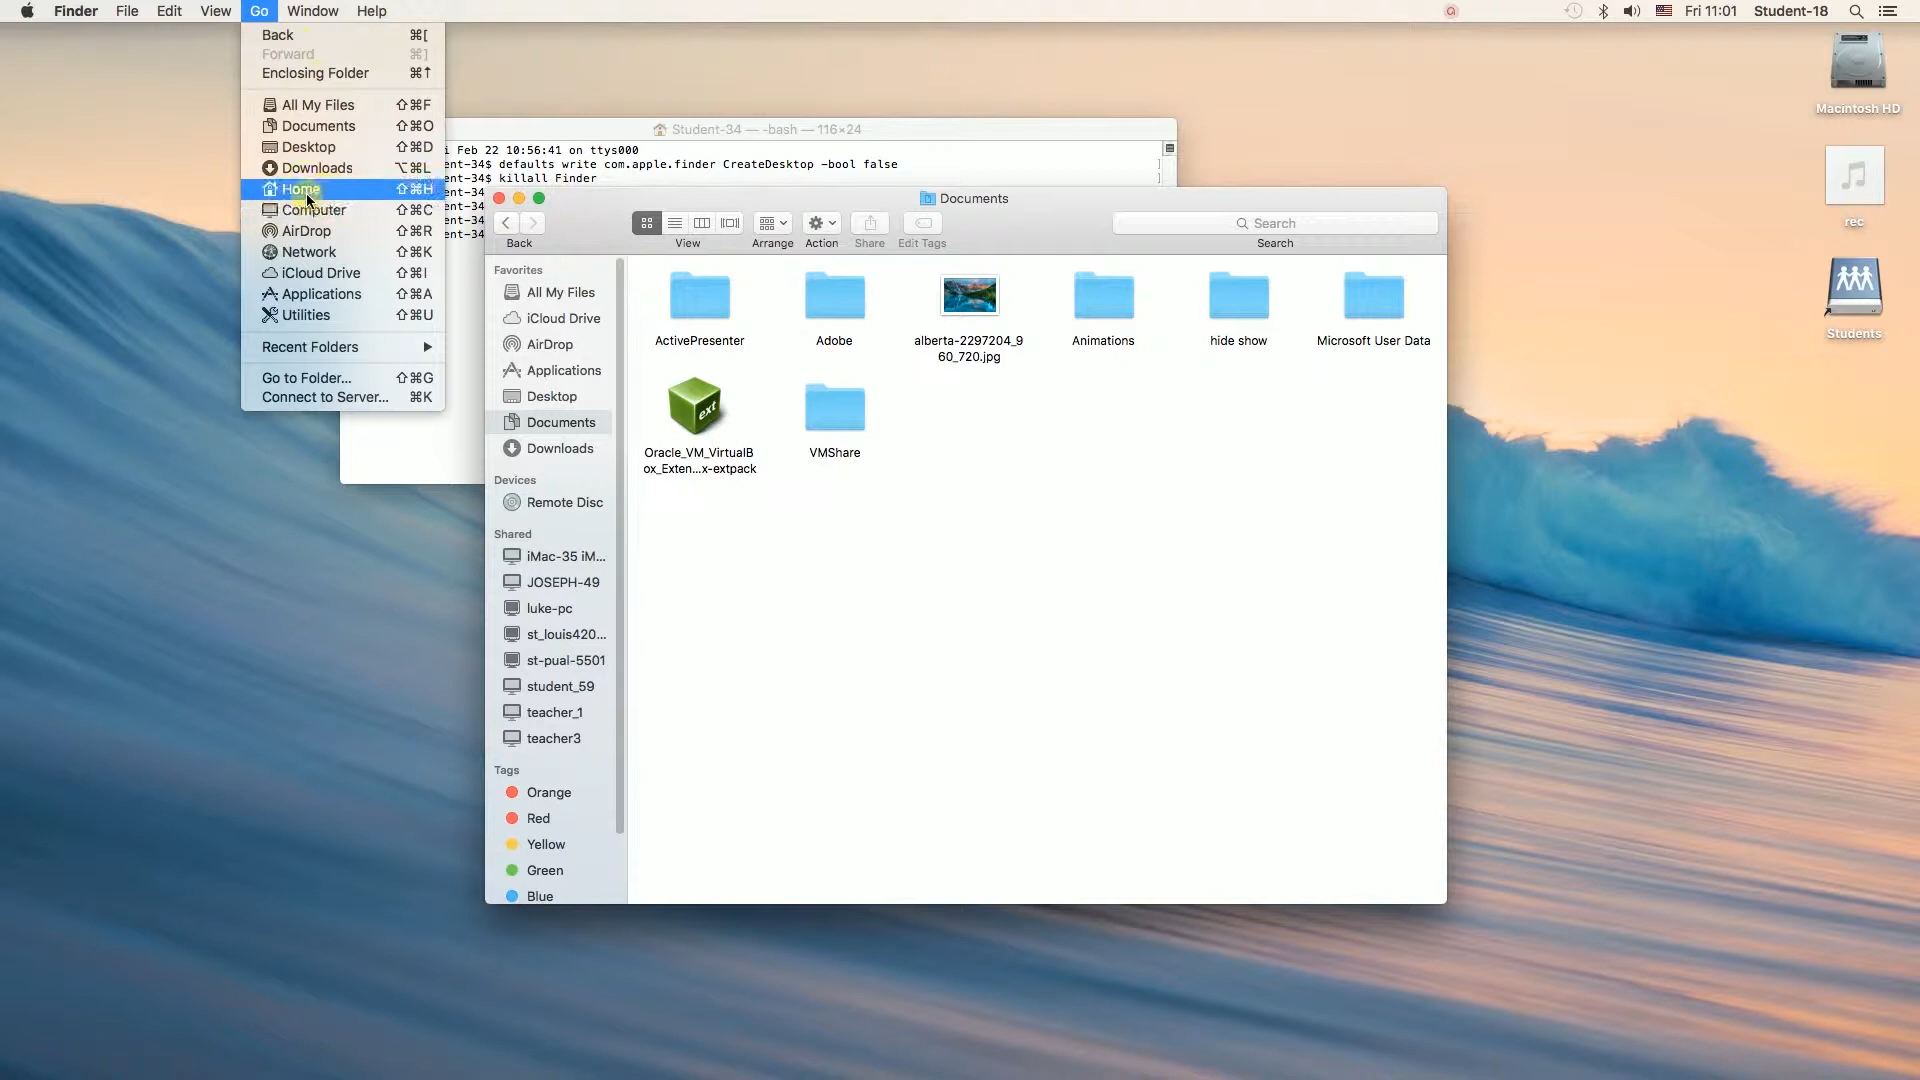 Finder File Edit View Go Window Help
Fri 11:01 Student-18
Back ⌘[
Forward ⌘]
Enclosing Folder ⌘↑
All My Files ⇧⌘F
Documents ⇧⌘O
Desktop ⇧⌘D
Downloads ⌥⌘L
Home ⇧⌘H
Computer ⇧⌘C
AirDrop ⇧⌘R
Network ⇧⌘K
iCloud Drive ⇧⌘I
Applications ⇧⌘A
Utilities ⇧⌘U
Recent Folders ▶
Go to Folder... ⇧⌘G
Connect to Server... ⌘K
Student-34 — -bash — 116×24
i Feb 22 10:56:41 on ttys000
ent-34$ defaults write com.apple.finder CreateDesktop -bool false
ent-34$ killall Finder
ent-34
ent-34
ent-34
ent-34
Documents
Search
Back
View
Arrange
Action
Share
Edit Tags
Search
Favorites
All My Files
iCloud Drive
AirDrop
Applications
Desktop
Documents
Downloads
Devices
Remote Disc
Shared
iMac-35 iM...
JOSEPH-49
luke-pc
st_louis420...
st-pual-5501
student_59
teacher_1
teacher3
Tags
Orange
Red
Yellow
Green
Blue
ActivePresenter
Adobe
alberta-2297204_9
60_720.jpg
Animations
hide show
Microsoft User Data
Oracle_VM_VirtualB
ox_Exten...x-extpack
ext
VMShare
Macintosh HD
rec
Students